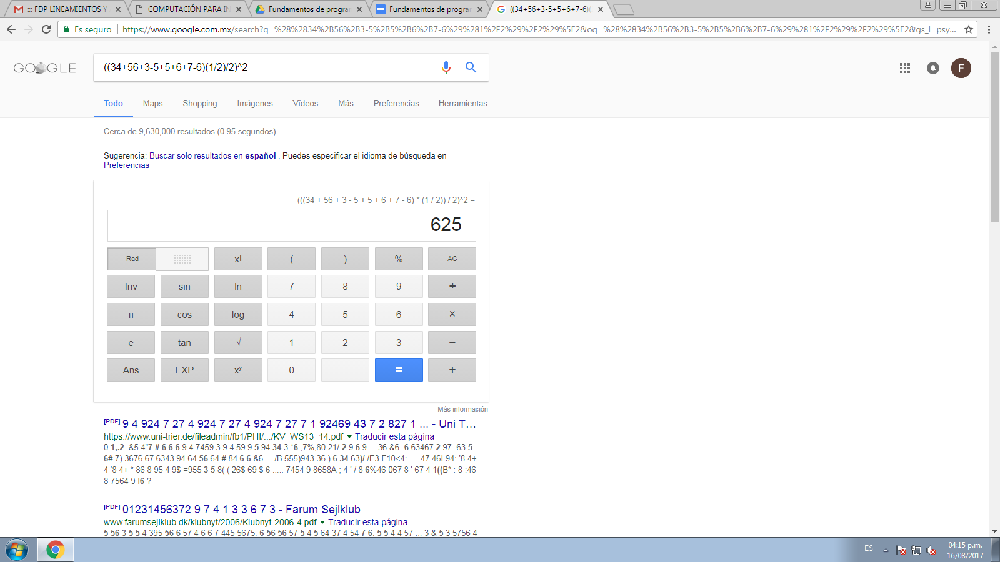 ::: FDP LINEAMIENTOS Y
COMPUTACIÓN PARA IN
Fundamentos de program
Fundamentos de program
((34+56+3-5+5+6+7-6)(
Es seguro
https://www.google.com.mx/search?q=%28%2834%2B56%2B3-5%2B5%2B6%2B7-6%29%281%2F2%29%2F2%29%5E2&oq=%28%2834%2B56%2B3-5%2B5%2B6%2B7-6%29%281%2F2%29%2F2%29%5E2&gs_l=psy...
GOOGLE
((34+56+3-5+5+6+7-6)(1/2)/2)^2
F
Todo Maps Shopping Imágenes Vídeos Más Preferencias Herramientas
Cerca de 9,630,000 resultados (0.95 segundos)
Sugerencia: Buscar solo resultados en español . Puedes especificar el idioma de búsqueda en
Preferencias
(((34 + 56 + 3 - 5 + 5 + 6 + 7 - 6) * (1 / 2)) / 2)^2 =
625
Rad x! ( ) % AC
Inv sin ln 7 8 9 ÷
π cos log 4 5 6 ×
e tan √ 1 2 3 −
Ans EXP xʸ 0 . = +
Más información
[PDF] 9 4 924 7 27 4 924 7 27 4 924 7 27 7 1 92469 43 7 2 827 1 ... - Uni T...
https://www.uni-trier.de/fileadmin/fb1/PHI/.../KV_WS13_14.pdf ▾ Traducir esta página
0 1,.2. &5 4"7 # 6 6 6 9 4 7459 3 9 4 59 9 5 94 34 3 *6 ,7%,80 21/-2 9 6 9 ... 36 &6 -6 63467 2 97 -63 5
6# 7) 3676 67 6343 94 64 56 64 # 84 6 6 &6 ... /B 555)943 36 ) 6 34 63)/ /E3 F10<4: .... 47 46I 94: '8 4+
4 '8 4+ * 86 8 95 4 9$ =955 3 5 8( ( 26$ 69 $ 6 ..... 7454 9 8658A ; 4 ' / 8 6%46 067 8 ' 67 4 1((B* : 8 :46
8 7564 9 !6 ?
[PDF] 01231456372 9 7 4 1 3 3 6 7 3 - Farum Sejlklub
www.farumsejlklub.dk/klubnyt/2006/Klubnyt-2006-4.pdf ▾ Traducir esta página
5 56 3 5 5 4 395 56 6 57 4 6 6 7 445 5675. 6 56 56 57 5 4 5 64 37 4 54 7 6. 5 5 4 4 57 ... 3 & 5 3 5756 4
ES
04:15 p.m.
16/08/2017